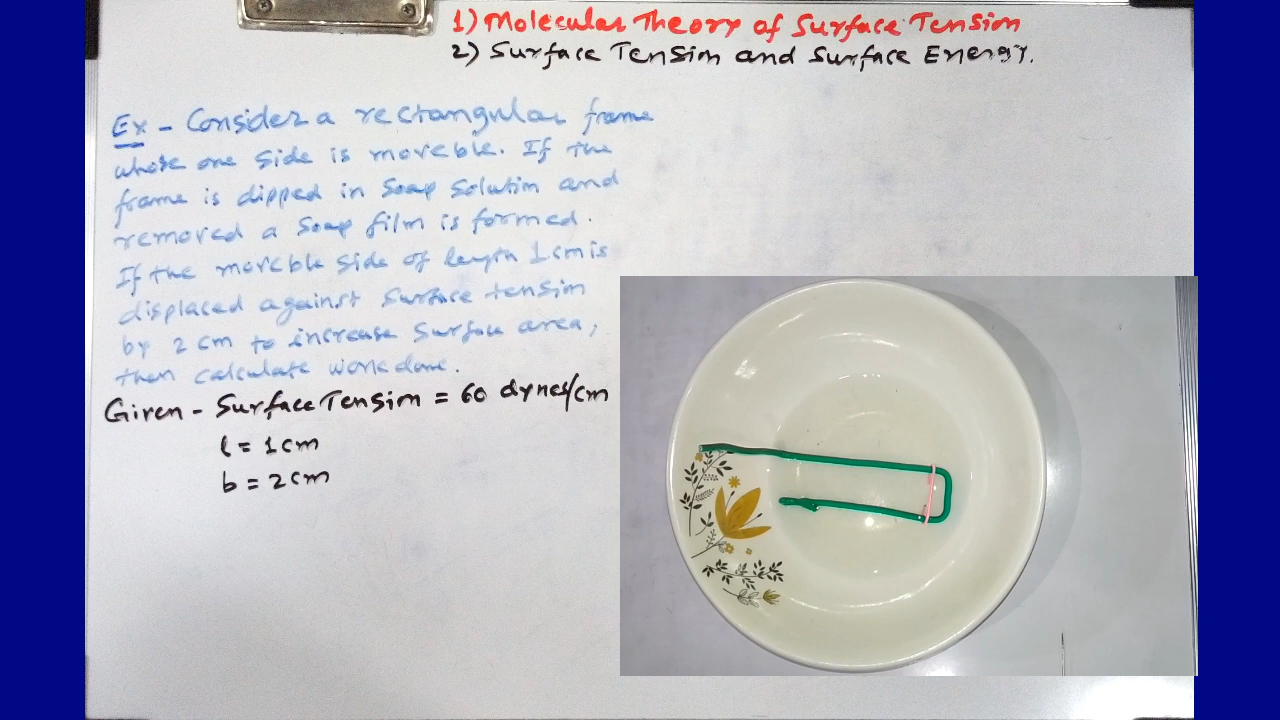 1) Molecular Theory of Surface Tension
2) Surface Tension and Surface Energy.
Ex - Consider a rectangular frame
whose one side is moveble. If the
frame is dipped in Soap Solution and
removed a Soap film is formed.
If the moveble side of length 1cm is
displaced against surface tension
by 2 cm to increase Surface area,
then calculate work done.
Given - Surface Tension = 60 dynes/cm
l = 1cm
b = 2cm